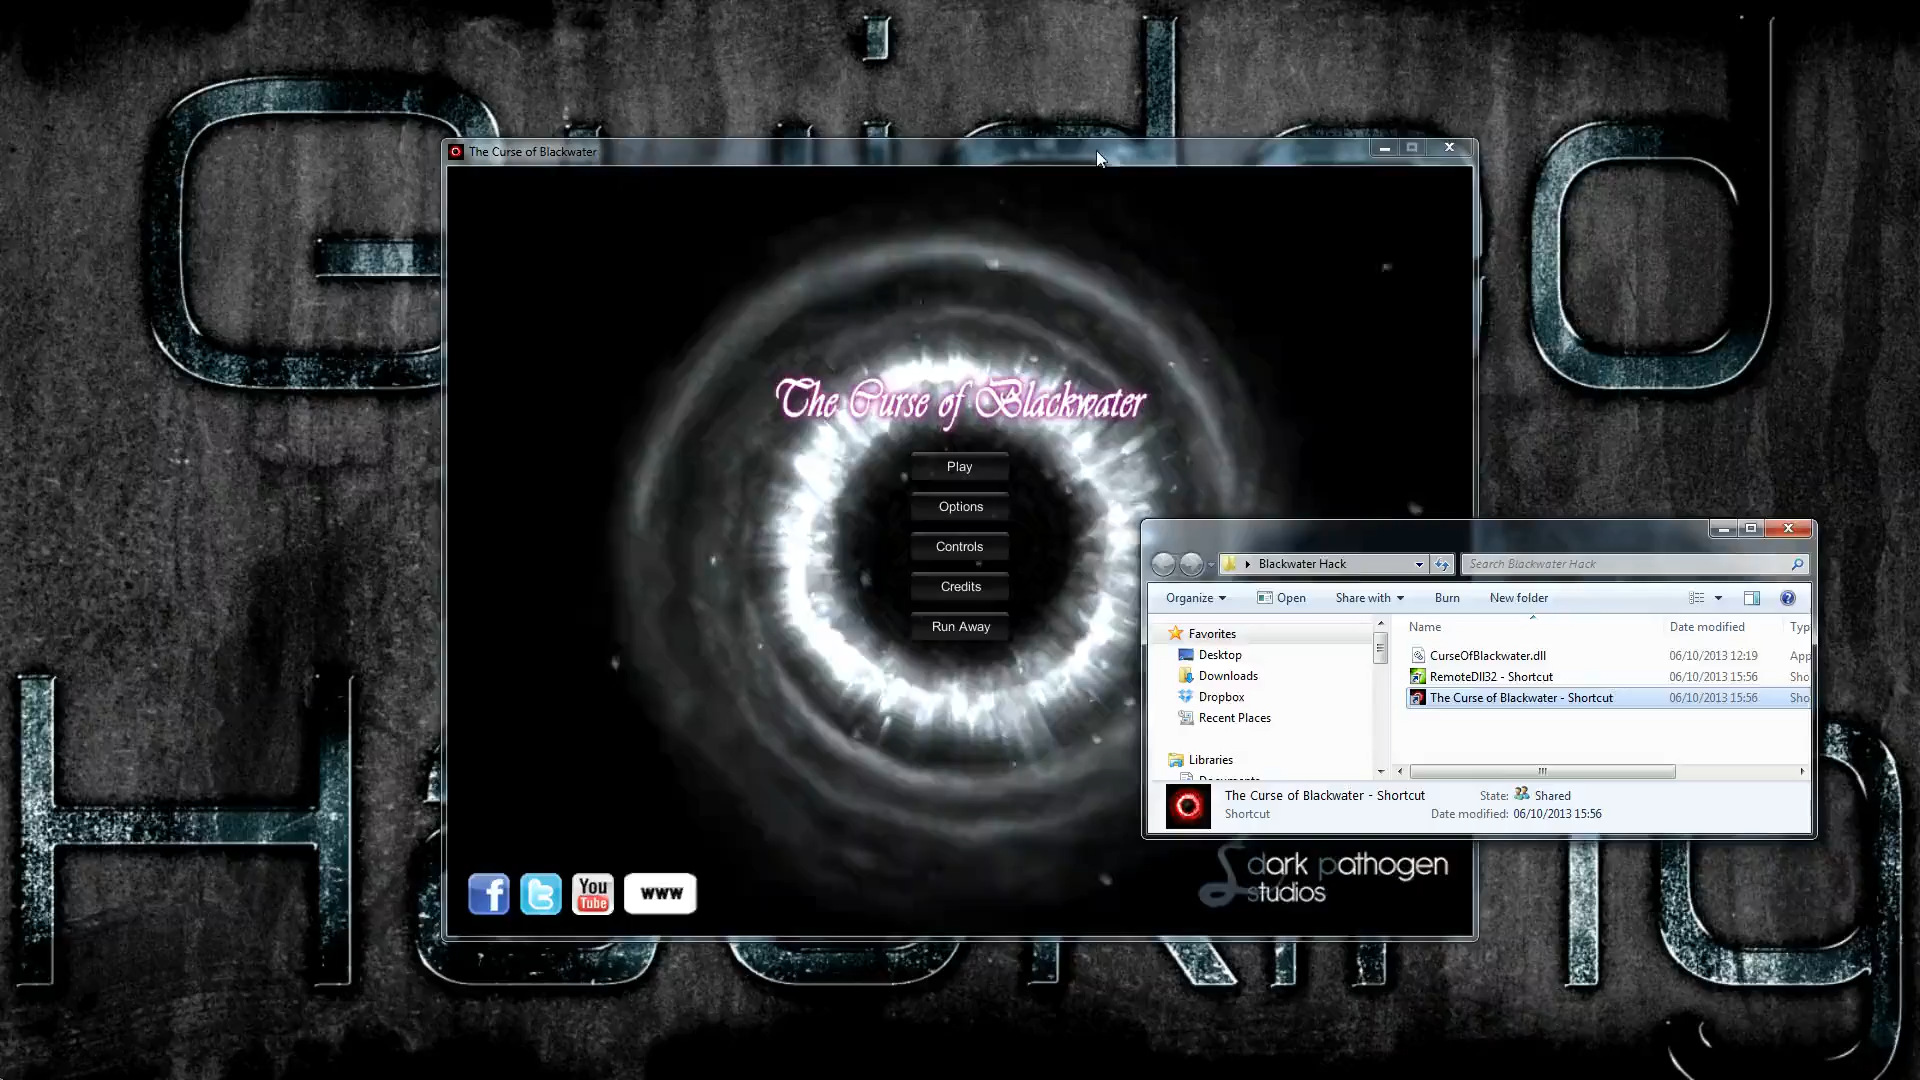 Guided
Hacking
The Curse of Blackwater
The Curse of Blackwater
Play
Options
Controls
Credits
Run Away
You
Tube
www
dark pathogen
studios
Blackwater Hack
Search Blackwater Hack
Organize
Open
Share with
Burn
New folder
Favorites
Desktop
Downloads
Dropbox
Recent Places
Libraries
Name Date modified Typ
CurseOfBlackwater.dll 06/10/2013 12:19 App
RemoteDll32 - Shortcut 06/10/2013 15:56 Sho
The Curse of Blackwater - Shortcut 06/10/2013 15:56 Sho
The Curse of Blackwater - Shortcut State: Shared
Shortcut Date modified: 06/10/2013 15:56